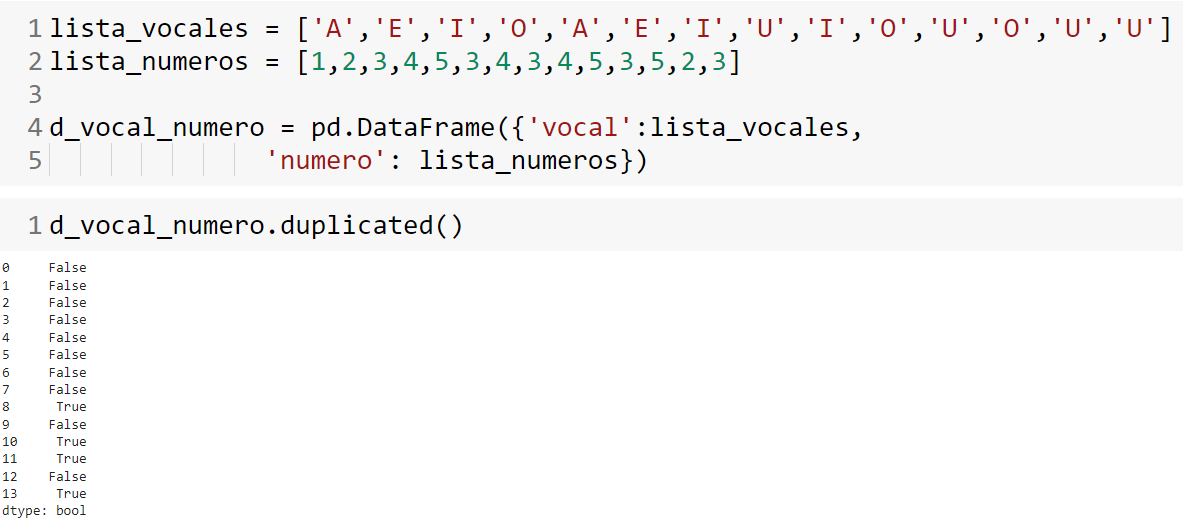 1 lista_vocales = ['A','E','I','O','A','E','I','U','I','O','U','O','U','U']
2 lista_numeros = [1,2,3,4,5,3,4,3,4,5,3,5,2,3]
3
4 d_vocal_numero = pd.DataFrame({'vocal':lista_vocales,
5               'numero': lista_numeros})
1 d_vocal_numero.duplicated()
0     False
1     False
2     False
3     False
4     False
5     False
6     False
7     False
8      True
9     False
10     True
11     True
12    False
13     True
dtype: bool